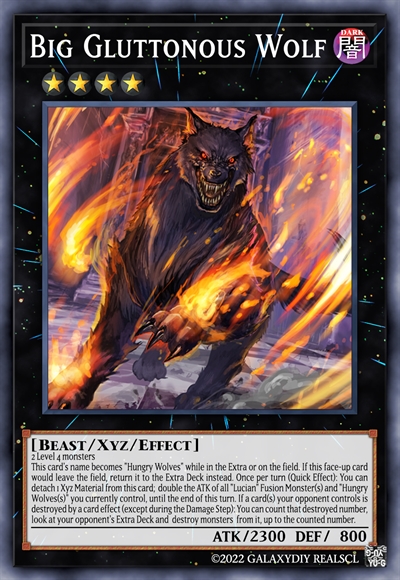 Big Gluttonous Wolf
DARK
闇
[Beast/Xyz/Effect]
2 Level 4 monsters
This card's name becomes "Hungry Wolves" while in the Extra or on the field. If this face-up card
would leave the field, return it to the Extra Deck instead. Once per turn (Quick Effect): You can
detach 1 Xyz Material from this card; double the ATK of all "Lucian" Fusion Monster(s) and "Hungry
Wolves(s)" you currently control, until the end of this turn. If a card(s) your opponent controls is
destroyed by a card effect (except during the Damage Step): You can count that destroyed number,
look at your opponent's Extra Deck and destroy monsters from it, up to the counted number.
ATK/2300 DEF/ 800
©2022 GALAXYDIY REALSCL